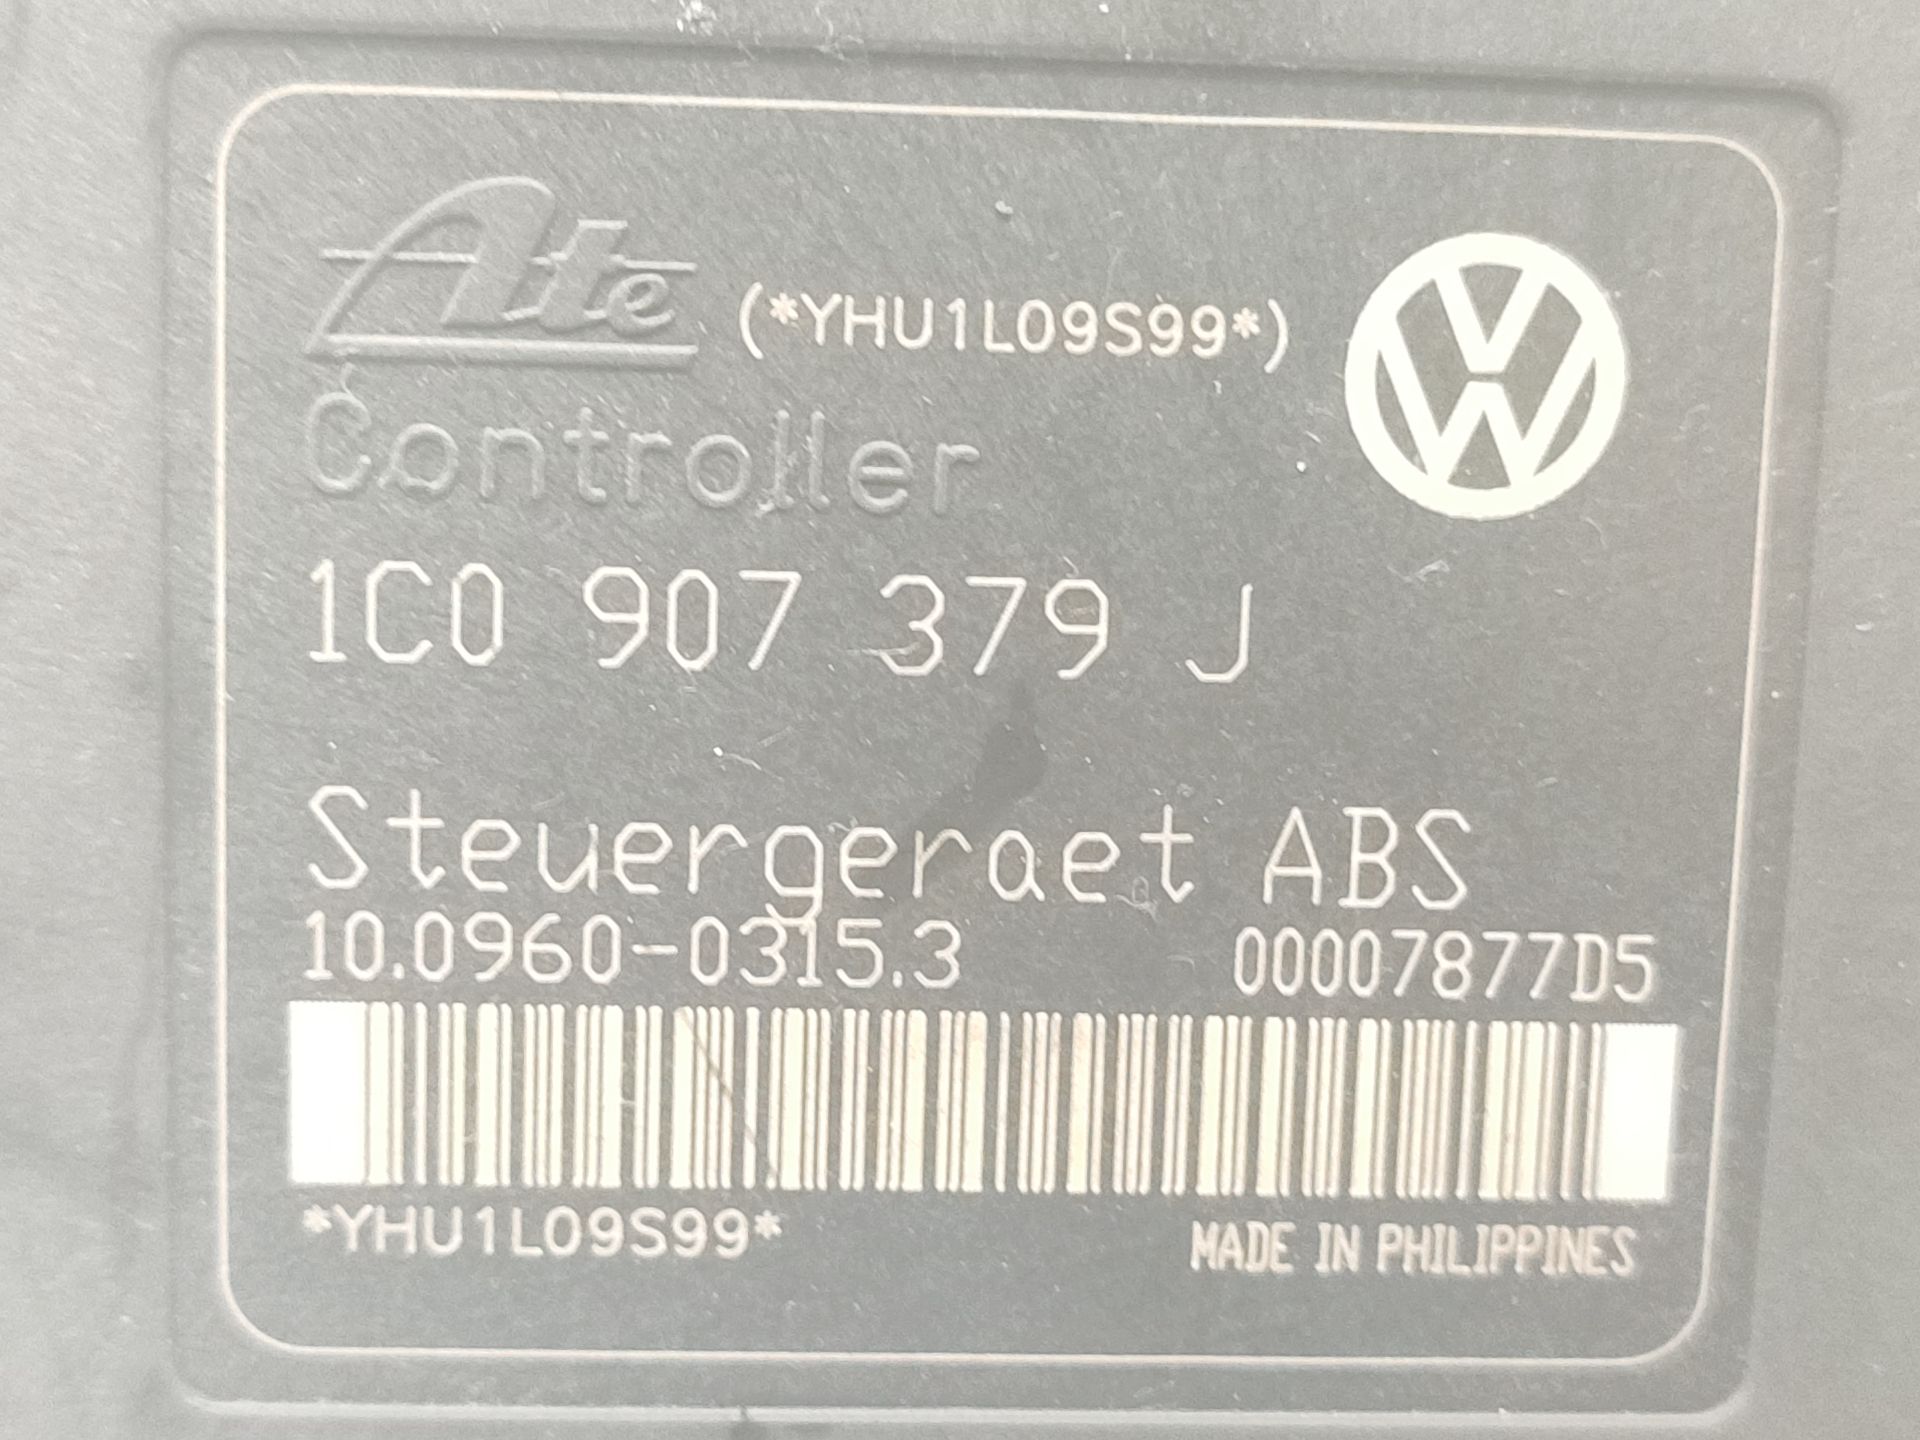 Ate (*YHU1L09S99*)
Controller
1C0 907 379 J
Steuergeraet ABS
10.0960-0315.3 00007877D5
*YHU1L09S99* MADE IN PHILIPPINES